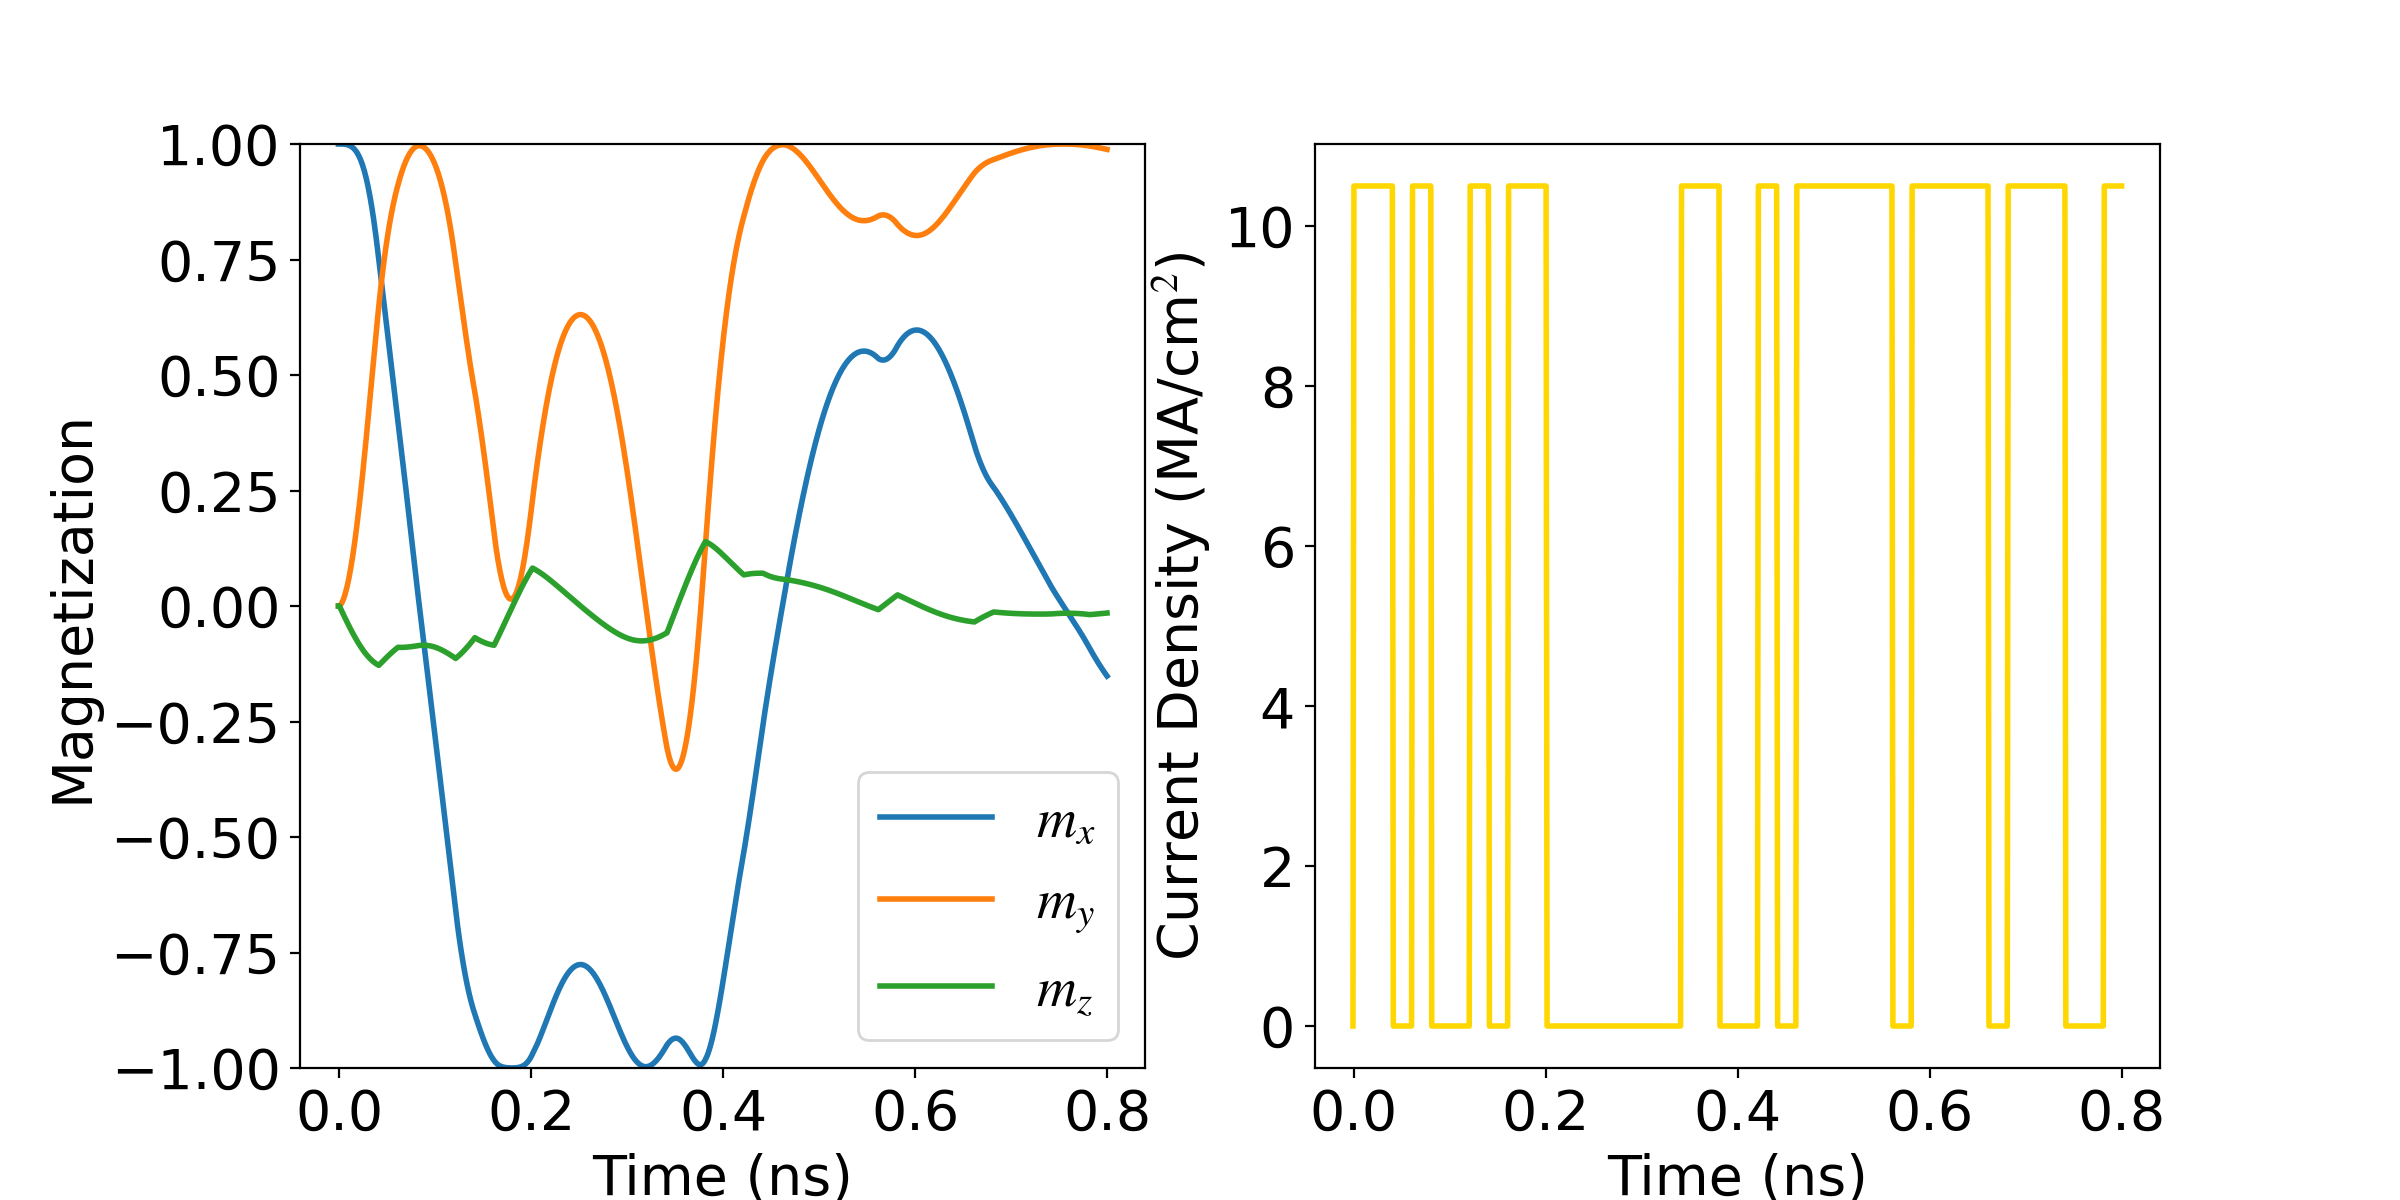 1.00
0.75
0.50
0.25
0.00
−0.25
−0.50
−0.75
−1.00
Magnetization
0.0 0.2 0.4 0.6 0.8
Time (ns)
m_x
m_y
m_z
10
8
6
4
2
0
Current Density (MA/cm²)
0.0 0.2 0.4 0.6 0.8
Time (ns)